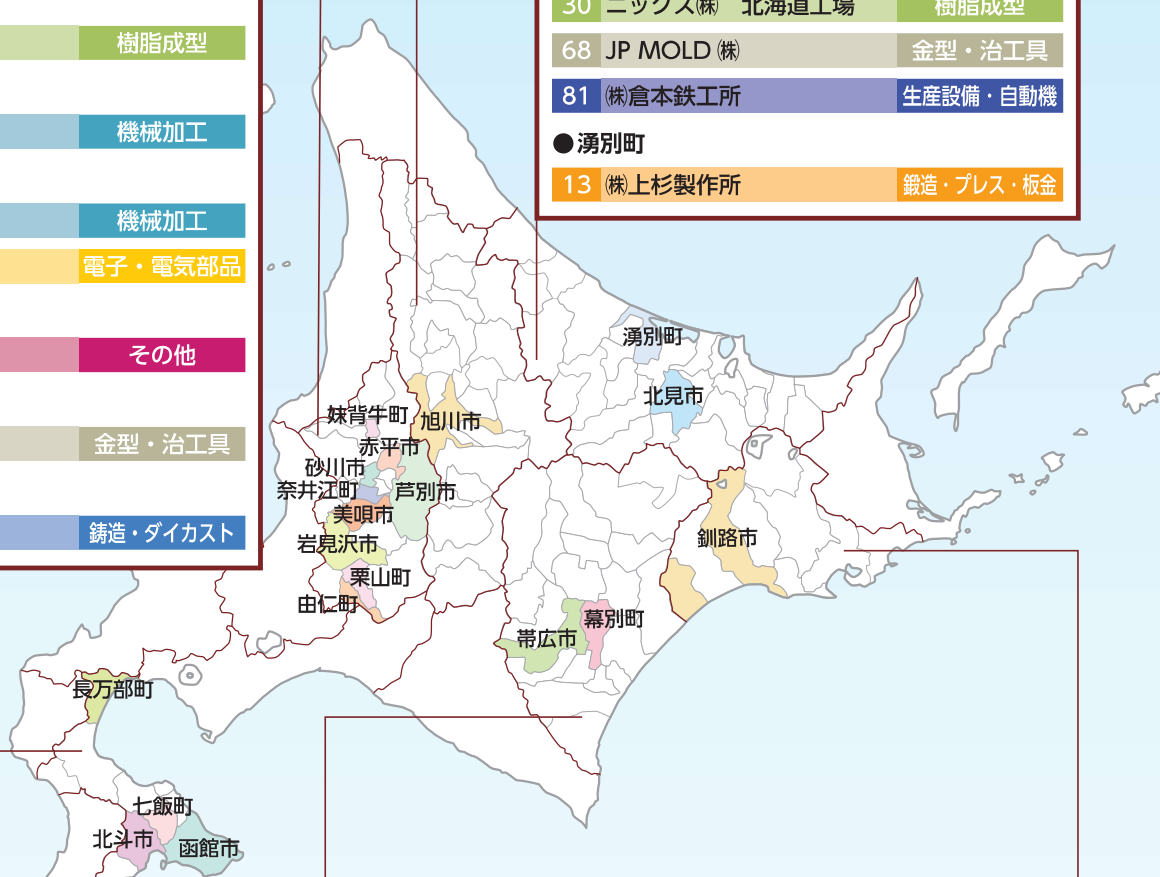 樹脂成型
機械加工
機械加工
電子・電気部品
その他
金型・治工具
鋳造・ダイカスト
30 ニックス㈱ 北海道工場 樹脂成型
68 JP MOLD ㈱ 金型・治工具
81 ㈱倉本鉄工所 生産設備・自動機
●湧別町
13 ㈱上杉製作所 鍛造・プレス・板金
湧別町
北見市
妹背牛町
旭川市
赤平市
砂川市
奈井江町
芦別市
美唄市
岩見沢市
栗山町
由仁町
釧路市
幕別町
帯広市
長万部町
七飯町
北斗市
函館市